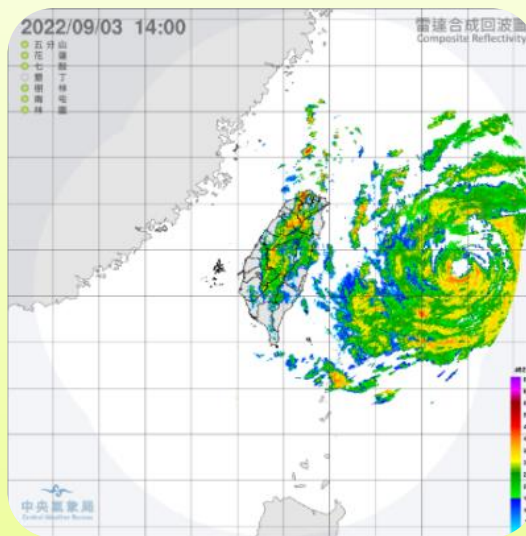 2022/09/03 14:00
雷達合成回波圖
Composite Reflectivity
五分山
花蓮
七股
墾丁
樹林
南屯
林園
中央氣象局
Central Weather Bureau